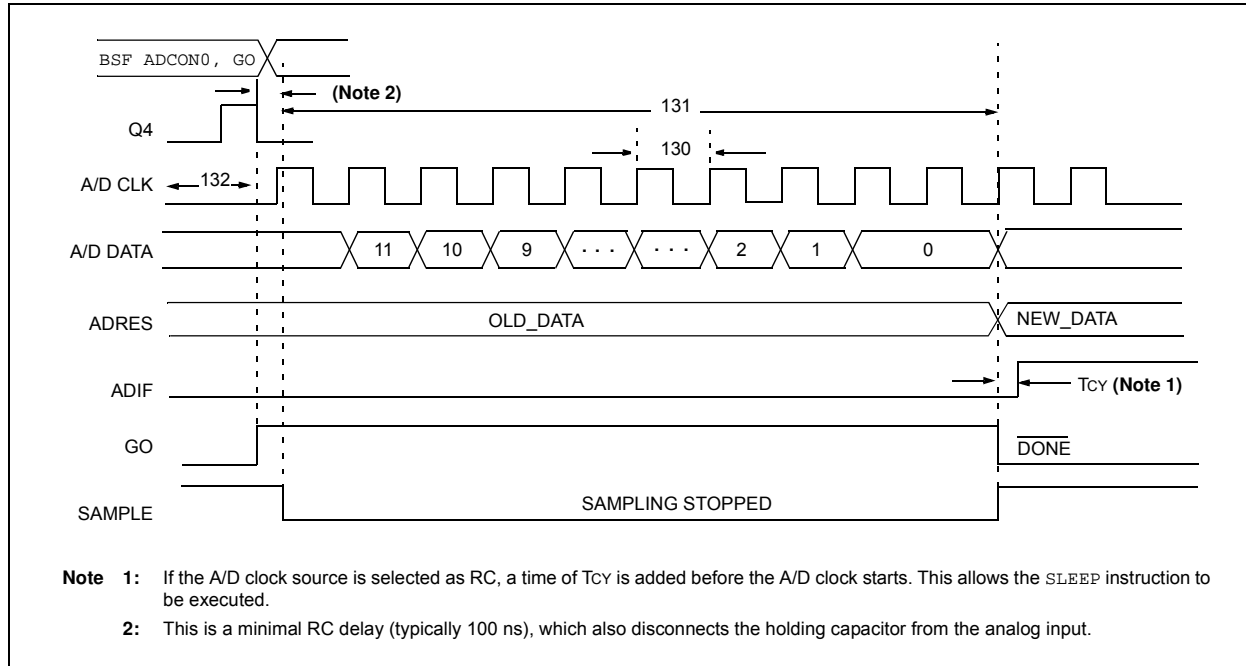 BSF ADCON0, GO
(Note 2)
131
Q4
130
A/D CLK
132
A/D DATA
11 10 9 . . . . . . 2 1 0
ADRES
OLD_DATA
NEW_DATA
ADIF
TCY (Note 1)
GO
DONE
SAMPLE
SAMPLING STOPPED
Note 1: If the A/D clock source is selected as RC, a time of TCY is added before the A/D clock starts. This allows the SLEEP instruction to
be executed.
2: This is a minimal RC delay (typically 100 ns), which also disconnects the holding capacitor from the analog input.